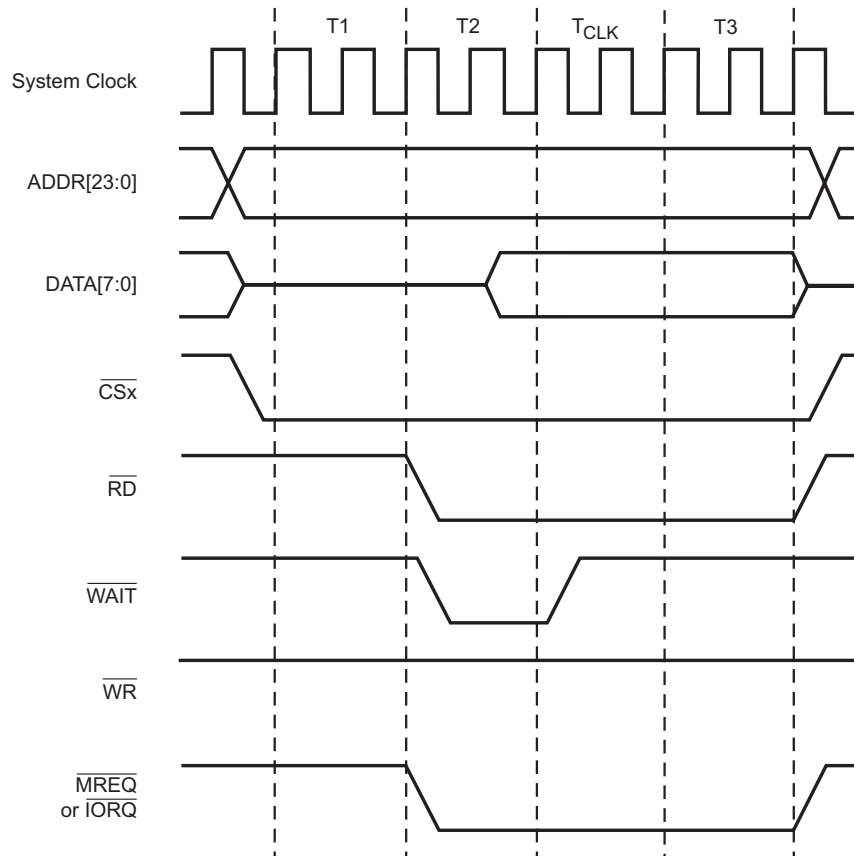 T1 T2 TCLK T3
System Clock
ADDR[23:0]
DATA[7:0]
CSx
RD
WAIT
WR
MREQ
or IORQ